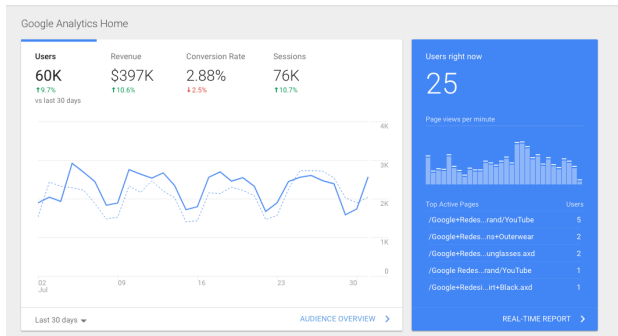 Google Analytics Home
Users
60K
↑9.7%
vs last 30 days
Revenue
$397K
↑10.6%
Conversion Rate
2.88%
↓2.5%
Sessions
76K
↑10.7%
4K
3K
2K
1K
0
02
Jul
09
16
23
30
Last 30 days
AUDIENCE OVERVIEW
Users right now
25
Page views per minute
Top Active Pages Users
/Google+Redes...rand/YouTube 5
/Google+Redes...ns+Outerwear 2
/Google+Redes...unglasses.axd 2
/Google Redes...rand/YouTube 1
/Google+Redesi...irt+Black.axd 1
REAL-TIME REPORT